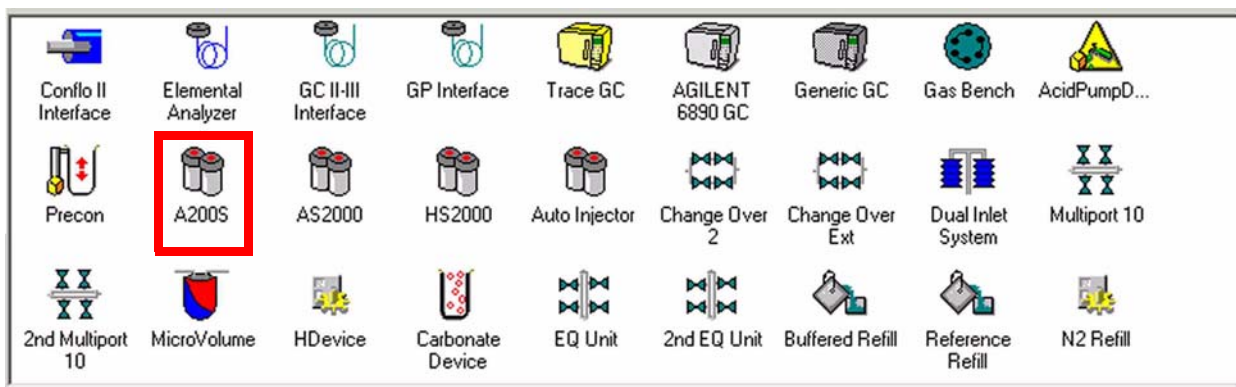 Conflo II Interface
Elemental Analyzer
GC II-III Interface
GP Interface
Trace GC
AGILENT 6890 GC
Generic GC
Gas Bench
AcidPumpD...
Precon
A200S
AS2000
HS2000
Auto Injector
Change Over 2
Change Over Ext
Dual Inlet System
Multiport 10
2nd Multiport 10
MicroVolume
HDevice
Carbonate Device
EQ Unit
2nd EQ Unit
Buffered Refill
Reference Refill
N2 Refill